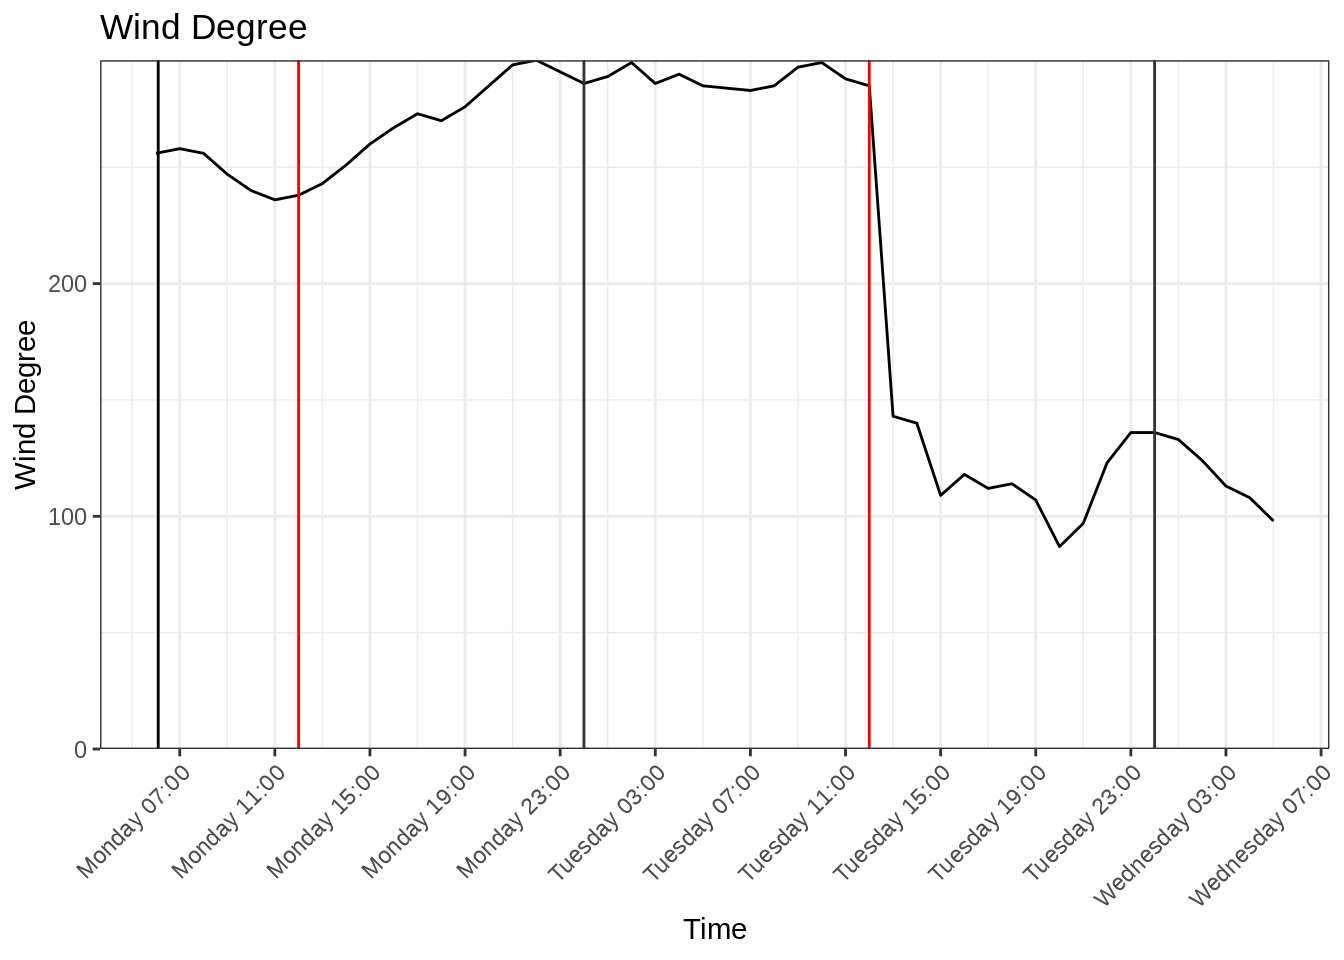 Wind Degree
Wind Degree
200
100
0
Monday 07:00
Monday 11:00
Monday 15:00
Monday 19:00
Monday 23:00
Tuesday 03:00
Tuesday 07:00
Tuesday 11:00
Tuesday 15:00
Tuesday 19:00
Tuesday 23:00
Wednesday 03:00
Wednesday 07:00
Time